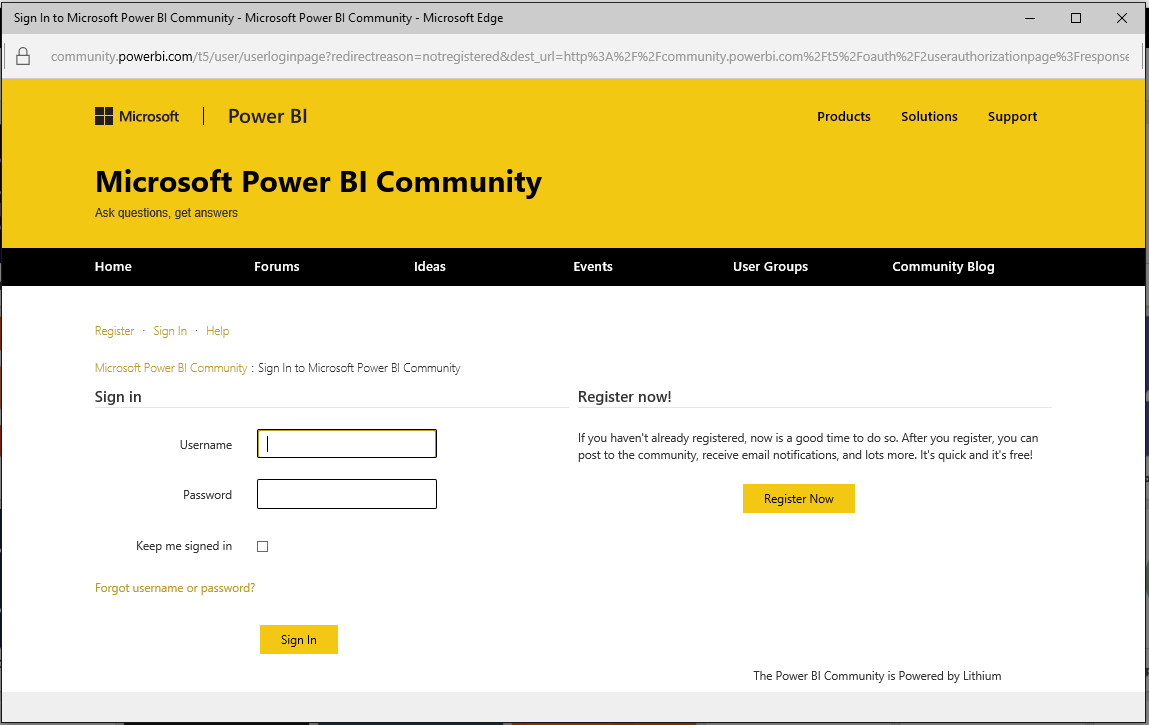 Sign In to Microsoft Power BI Community - Microsoft Power BI Community - Microsoft Edge
community.powerbi.com/t5/user/userloginpage?redirectreason=notregistered&dest_url=http%3A%2F%2Fcommunity.powerbi.com%2Ft5%2Foauth%2F2userauthorizationpage%3Fresponse
Microsoft | Power BI
Products Solutions Support
Microsoft Power BI Community
Ask questions, get answers
Home Forums Ideas Events User Groups Community Blog
Register · Sign In · Help
Microsoft Power BI Community : Sign In to Microsoft Power BI Community
Sign in
Username
Password
Keep me signed in
Forgot username or password?
Sign In
Register now!
If you haven't already registered, now is a good time to do so. After you register, you can
post to the community, receive email notifications, and lots more. It's quick and it's free!
Register Now
The Power BI Community is Powered by Lithium